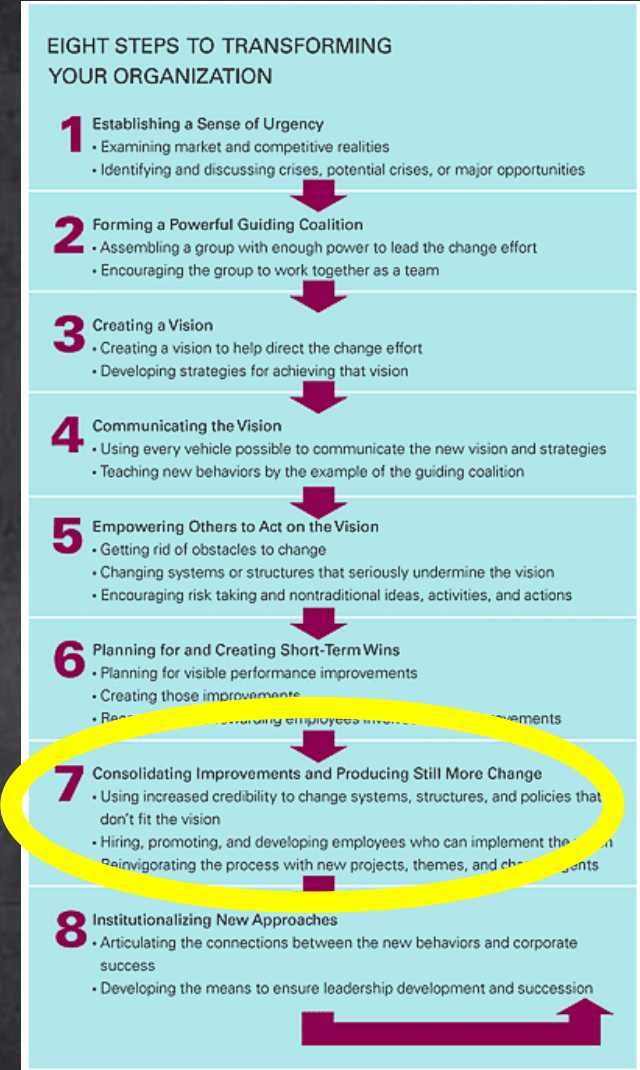 EIGHT STEPS TO TRANSFORMING
YOUR ORGANIZATION
1 Establishing a Sense of Urgency
• Examining market and competitive realities
• Identifying and discussing crises, potential crises, or major opportunities
2 Forming a Powerful Guiding Coalition
• Assembling a group with enough power to lead the change effort
• Encouraging the group to work together as a team
3 Creating a Vision
• Creating a vision to help direct the change effort
• Developing strategies for achieving that vision
4 Communicating the Vision
• Using every vehicle possible to communicate the new vision and strategies
• Teaching new behaviors by the example of the guiding coalition
5 Empowering Others to Act on the Vision
• Getting rid of obstacles to change
• Changing systems or structures that seriously undermine the vision
• Encouraging risk taking and nontraditional ideas, activities, and actions
6 Planning for and Creating Short-Term Wins
• Planning for visible performance improvements
• Creating those improvements
• employees
7 Consolidating Improvements and Producing Still More Change
• Using increased credibility to change systems, structures, and policies that
don't fit the vision
• Hiring, promoting, and developing employees who can implement the
• Reinvigorating the process with new projects, themes, and
8 Institutionalizing New Approaches
• Articulating the connections between the new behaviors and corporate
success
• Developing the means to ensure leadership development and succession